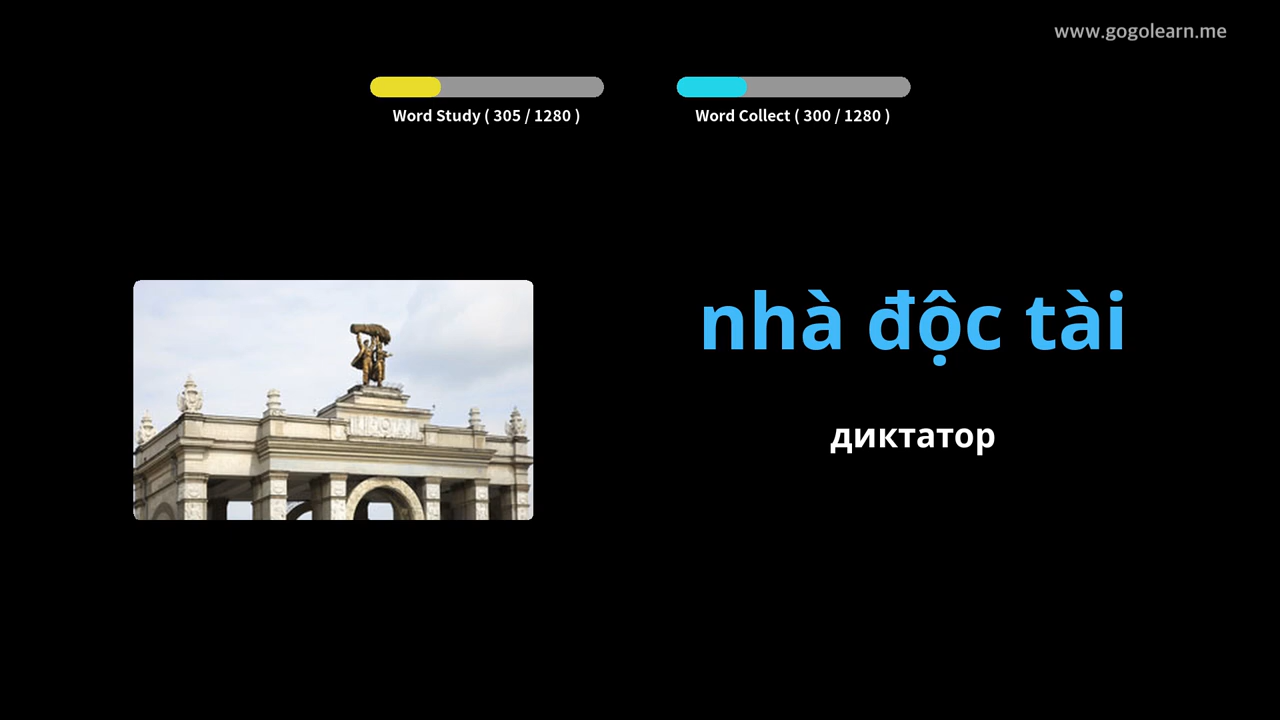 www.gogolearn.me
Word Study ( 305 / 1280 )
Word Collect ( 300 / 1280 )
nhà độc tài
диктатор